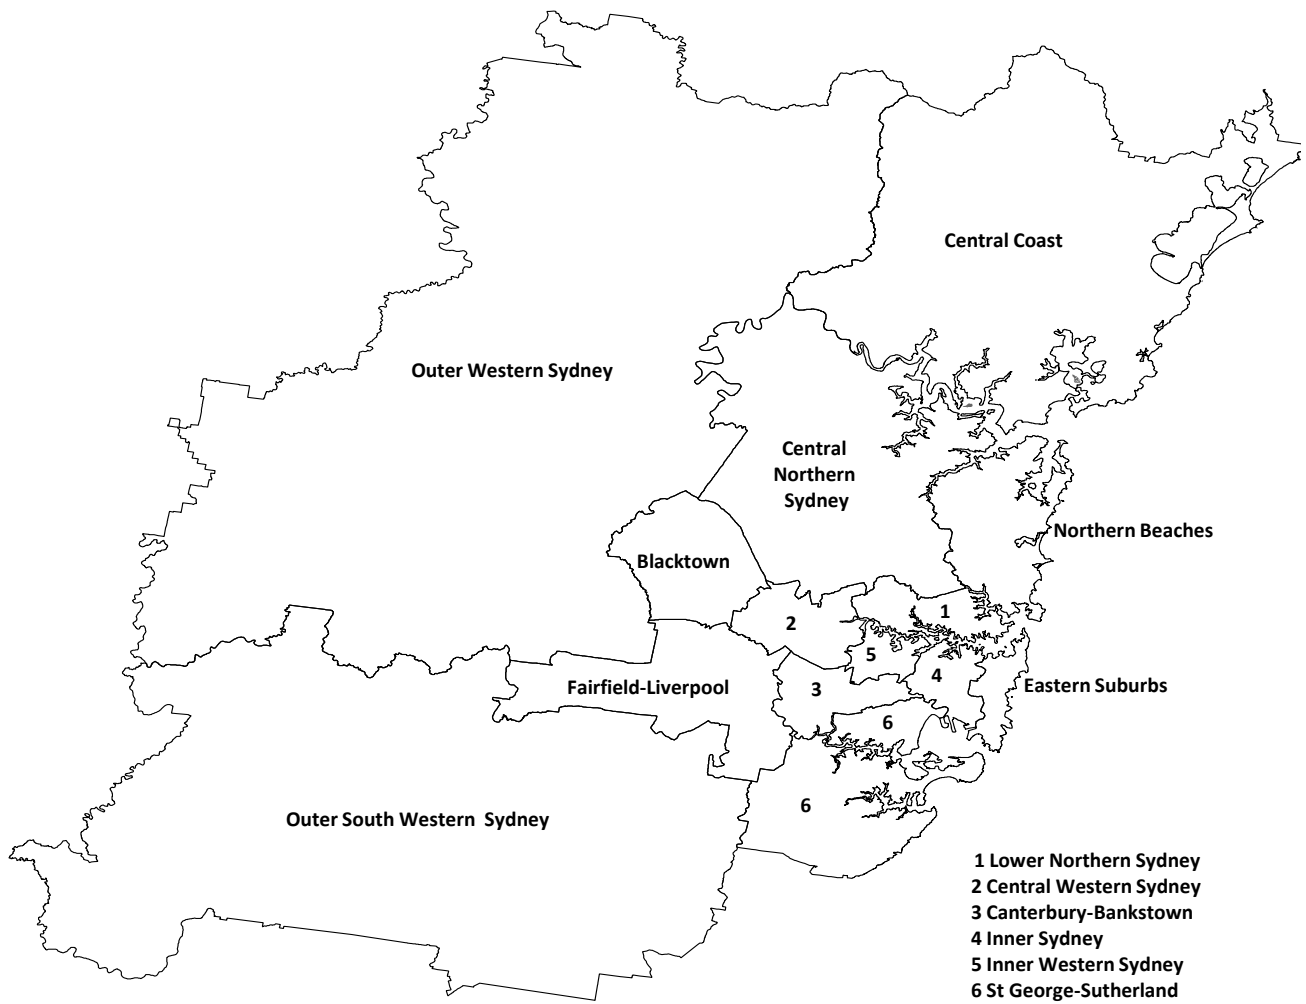 Central Coast
Outer Western Sydney
Central
Northern
Sydney
Northern Beaches
Blacktown
1
2
5
4
Fairfield-Liverpool
3
Eastern Suburbs
6
6
Outer South Western Sydney
1 Lower Northern Sydney
2 Central Western Sydney
3 Canterbury-Bankstown
4 Inner Sydney
5 Inner Western Sydney
6 St George-Sutherland